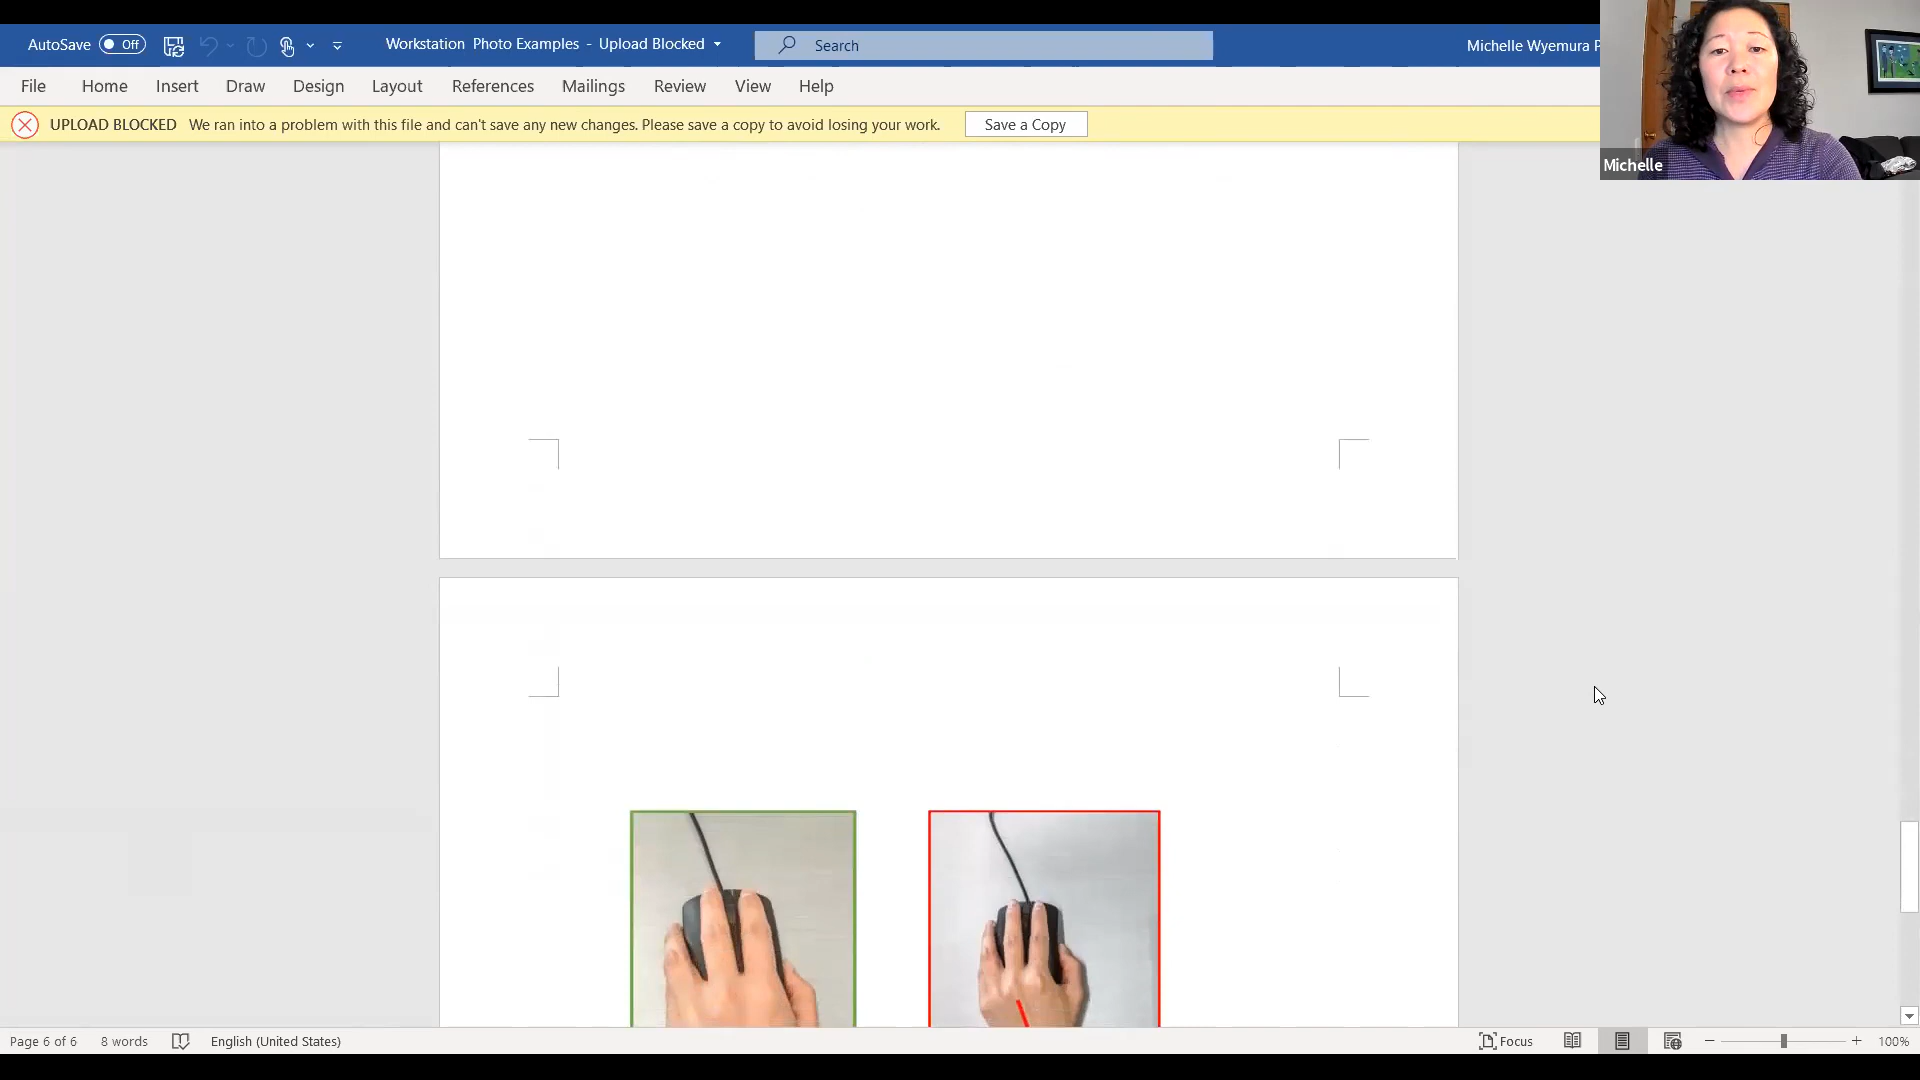 AutoSave Off Workstation Photo Examples - Upload Blocked Search Michelle Wyemura P
File Home Insert Draw Design Layout References Mailings Review View Help
UPLOAD BLOCKED We ran into a problem with this file and can't save any new changes. Please save a copy to avoid losing your work. Save a Copy
Michelle
Page 6 of 6 8 words English (United States) Focus 100%